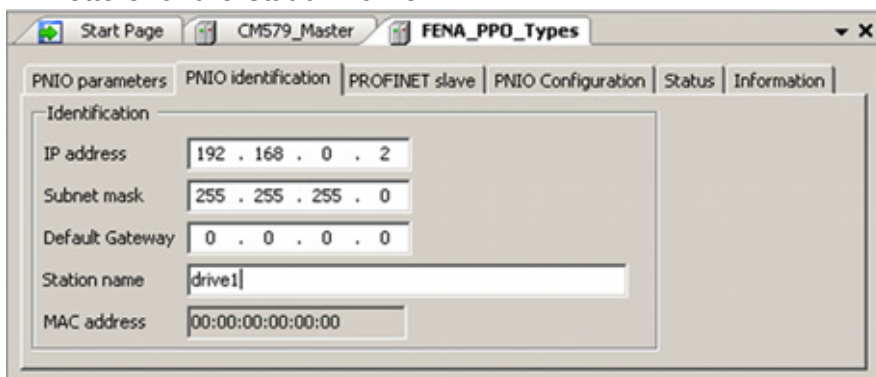 Start Page CM579_Master FENA_PPO_Types
PNIO parameters PNIO identification PROFINET slave PNIO Configuration Status Information
Identification
IP address 192 . 168 . 0 . 2
Subnet mask 255 . 255 . 255 . 0
Default Gateway 0 . 0 . 0 . 0
Station name drive1
MAC address 00:00:00:00:00:00